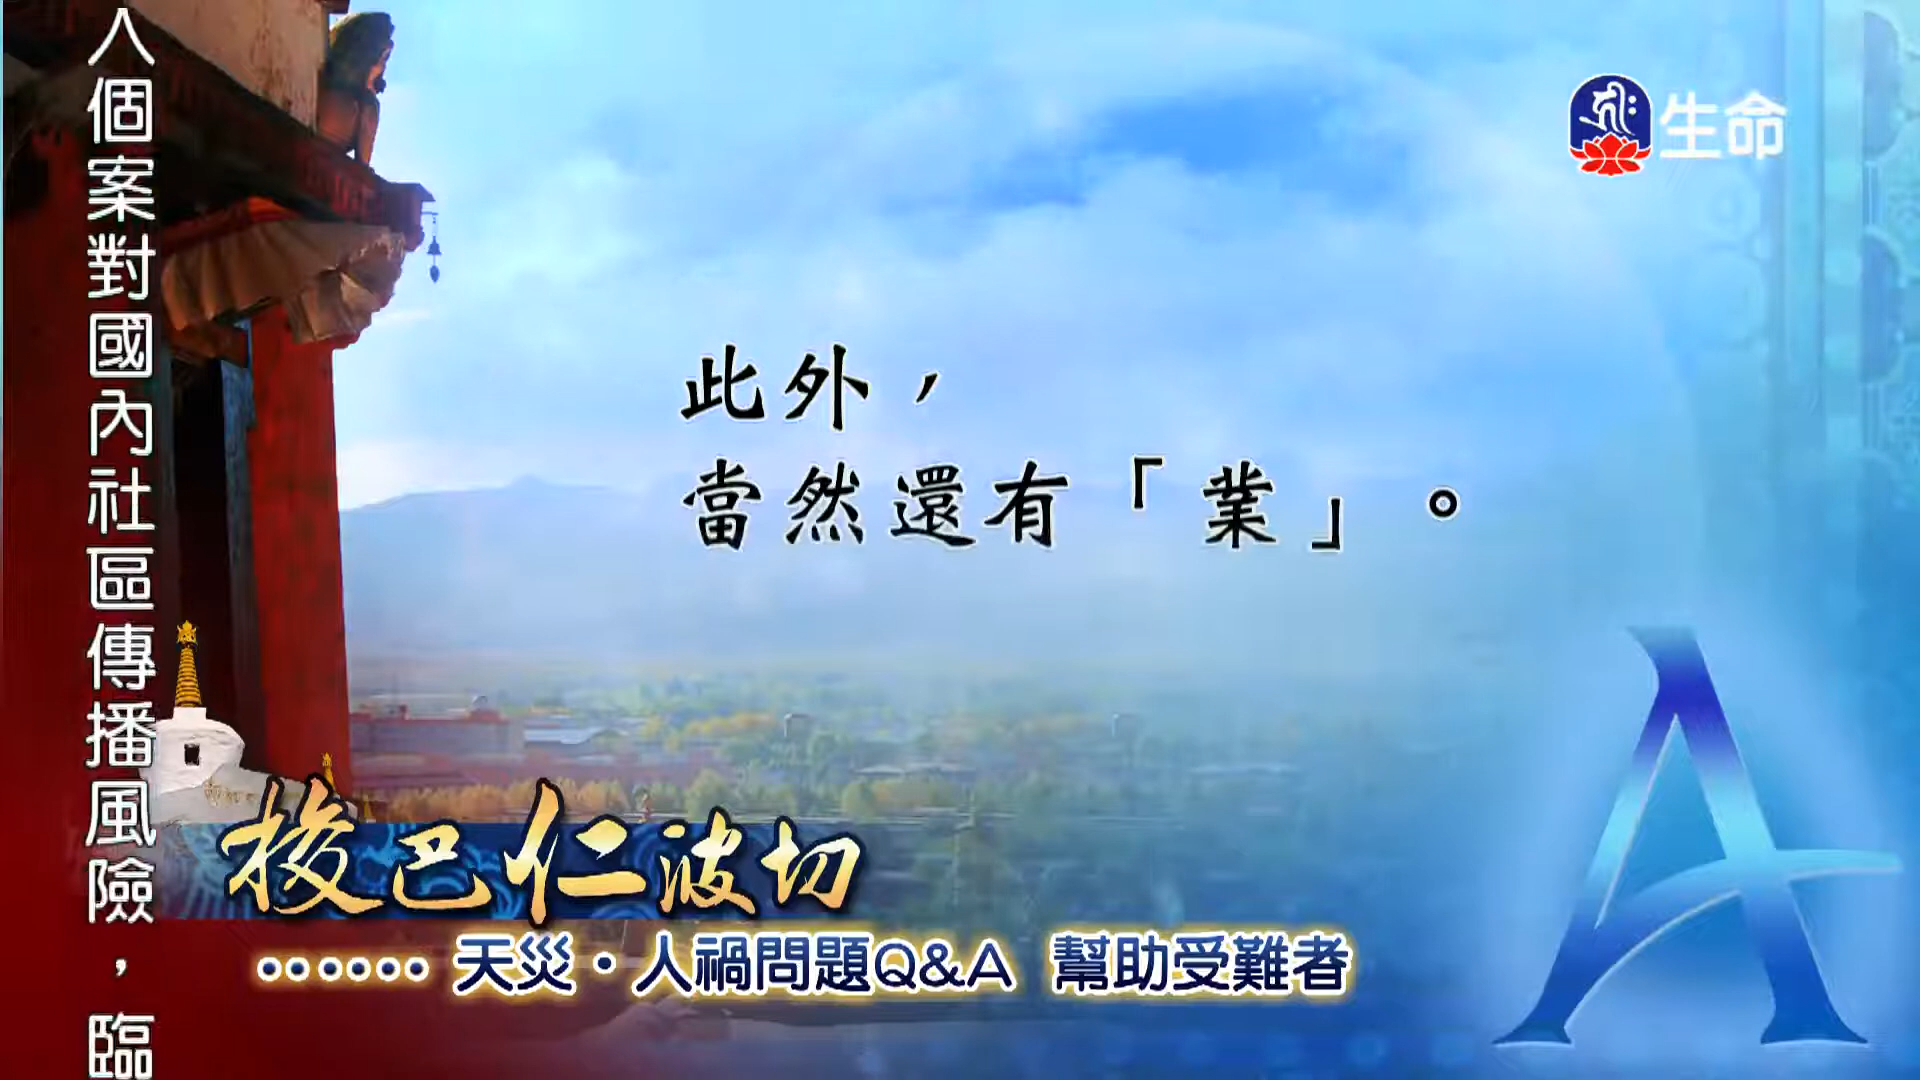 人個案對國內社區傳播風險，臨
生命
此外，
當然還有「業」。
梭巴仁波切
天災・人禍問題Q&A 幫助受難者
A